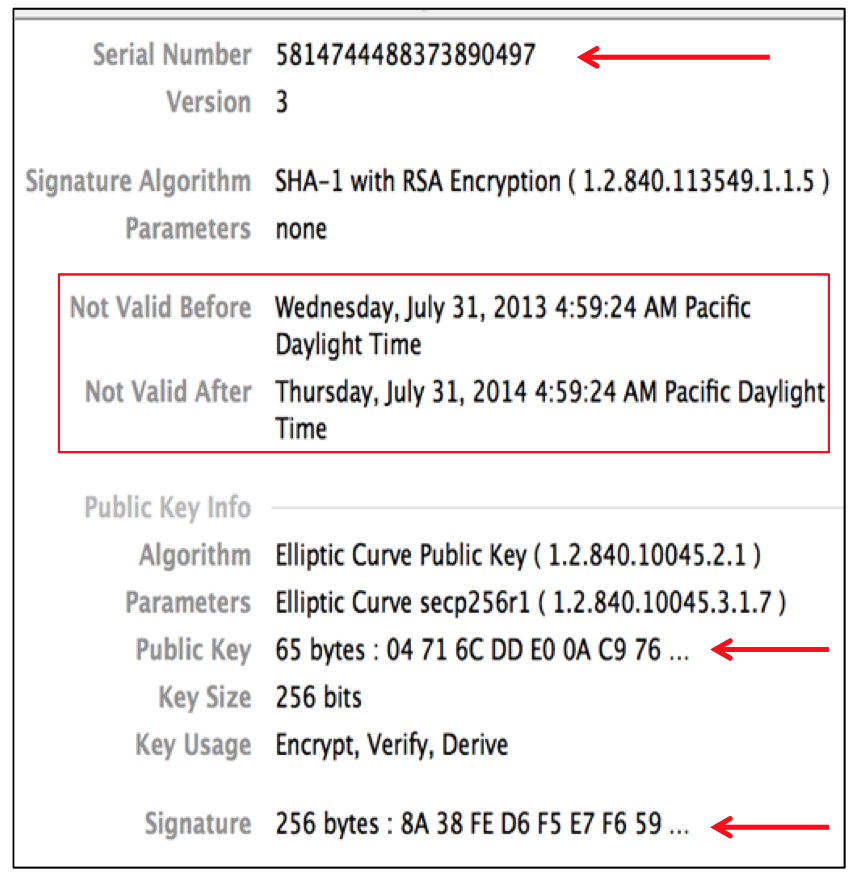 Serial Number 5814744488373890497
Version 3
Signature Algorithm SHA-1 with RSA Encryption ( 1.2.840.113549.1.1.5 )
Parameters none
Not Valid Before Wednesday, July 31, 2013 4:59:24 AM Pacific
Daylight Time
Not Valid After Thursday, July 31, 2014 4:59:24 AM Pacific Daylight
Time
Public Key Info
Algorithm Elliptic Curve Public Key ( 1.2.840.10045.2.1 )
Parameters Elliptic Curve secp256r1 ( 1.2.840.10045.3.1.7 )
Public Key 65 bytes : 04 71 6C DD E0 0A C9 76 ...
Key Size 256 bits
Key Usage Encrypt, Verify, Derive
Signature 256 bytes : 8A 38 FE D6 F5 E7 F6 59 ...